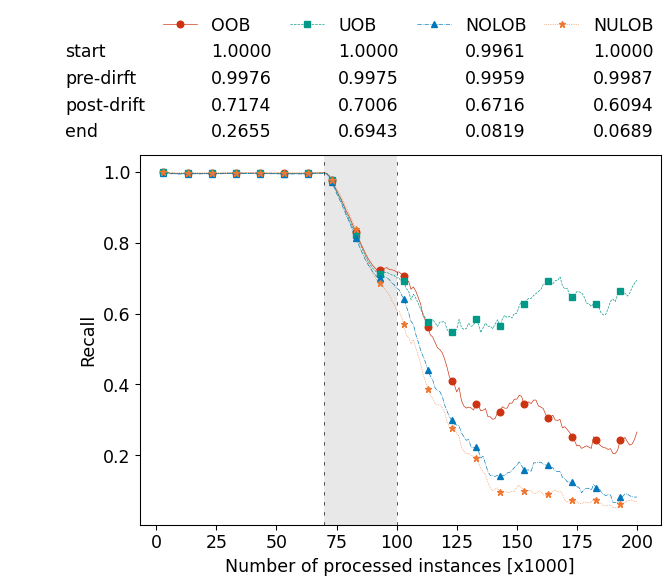 OOB UOB NOLOB NULOB
start 1.0000 1.0000 0.9961 1.0000
pre-dirft 0.9976 0.9975 0.9959 0.9987
post-drift 0.7174 0.7006 0.6716 0.6094
end 0.2655 0.6943 0.0819 0.0689
1.0
0.8
0.6
0.4
0.2
Recall
0 25 50 75 100 125 150 175 200
Number of processed instances [x1000]